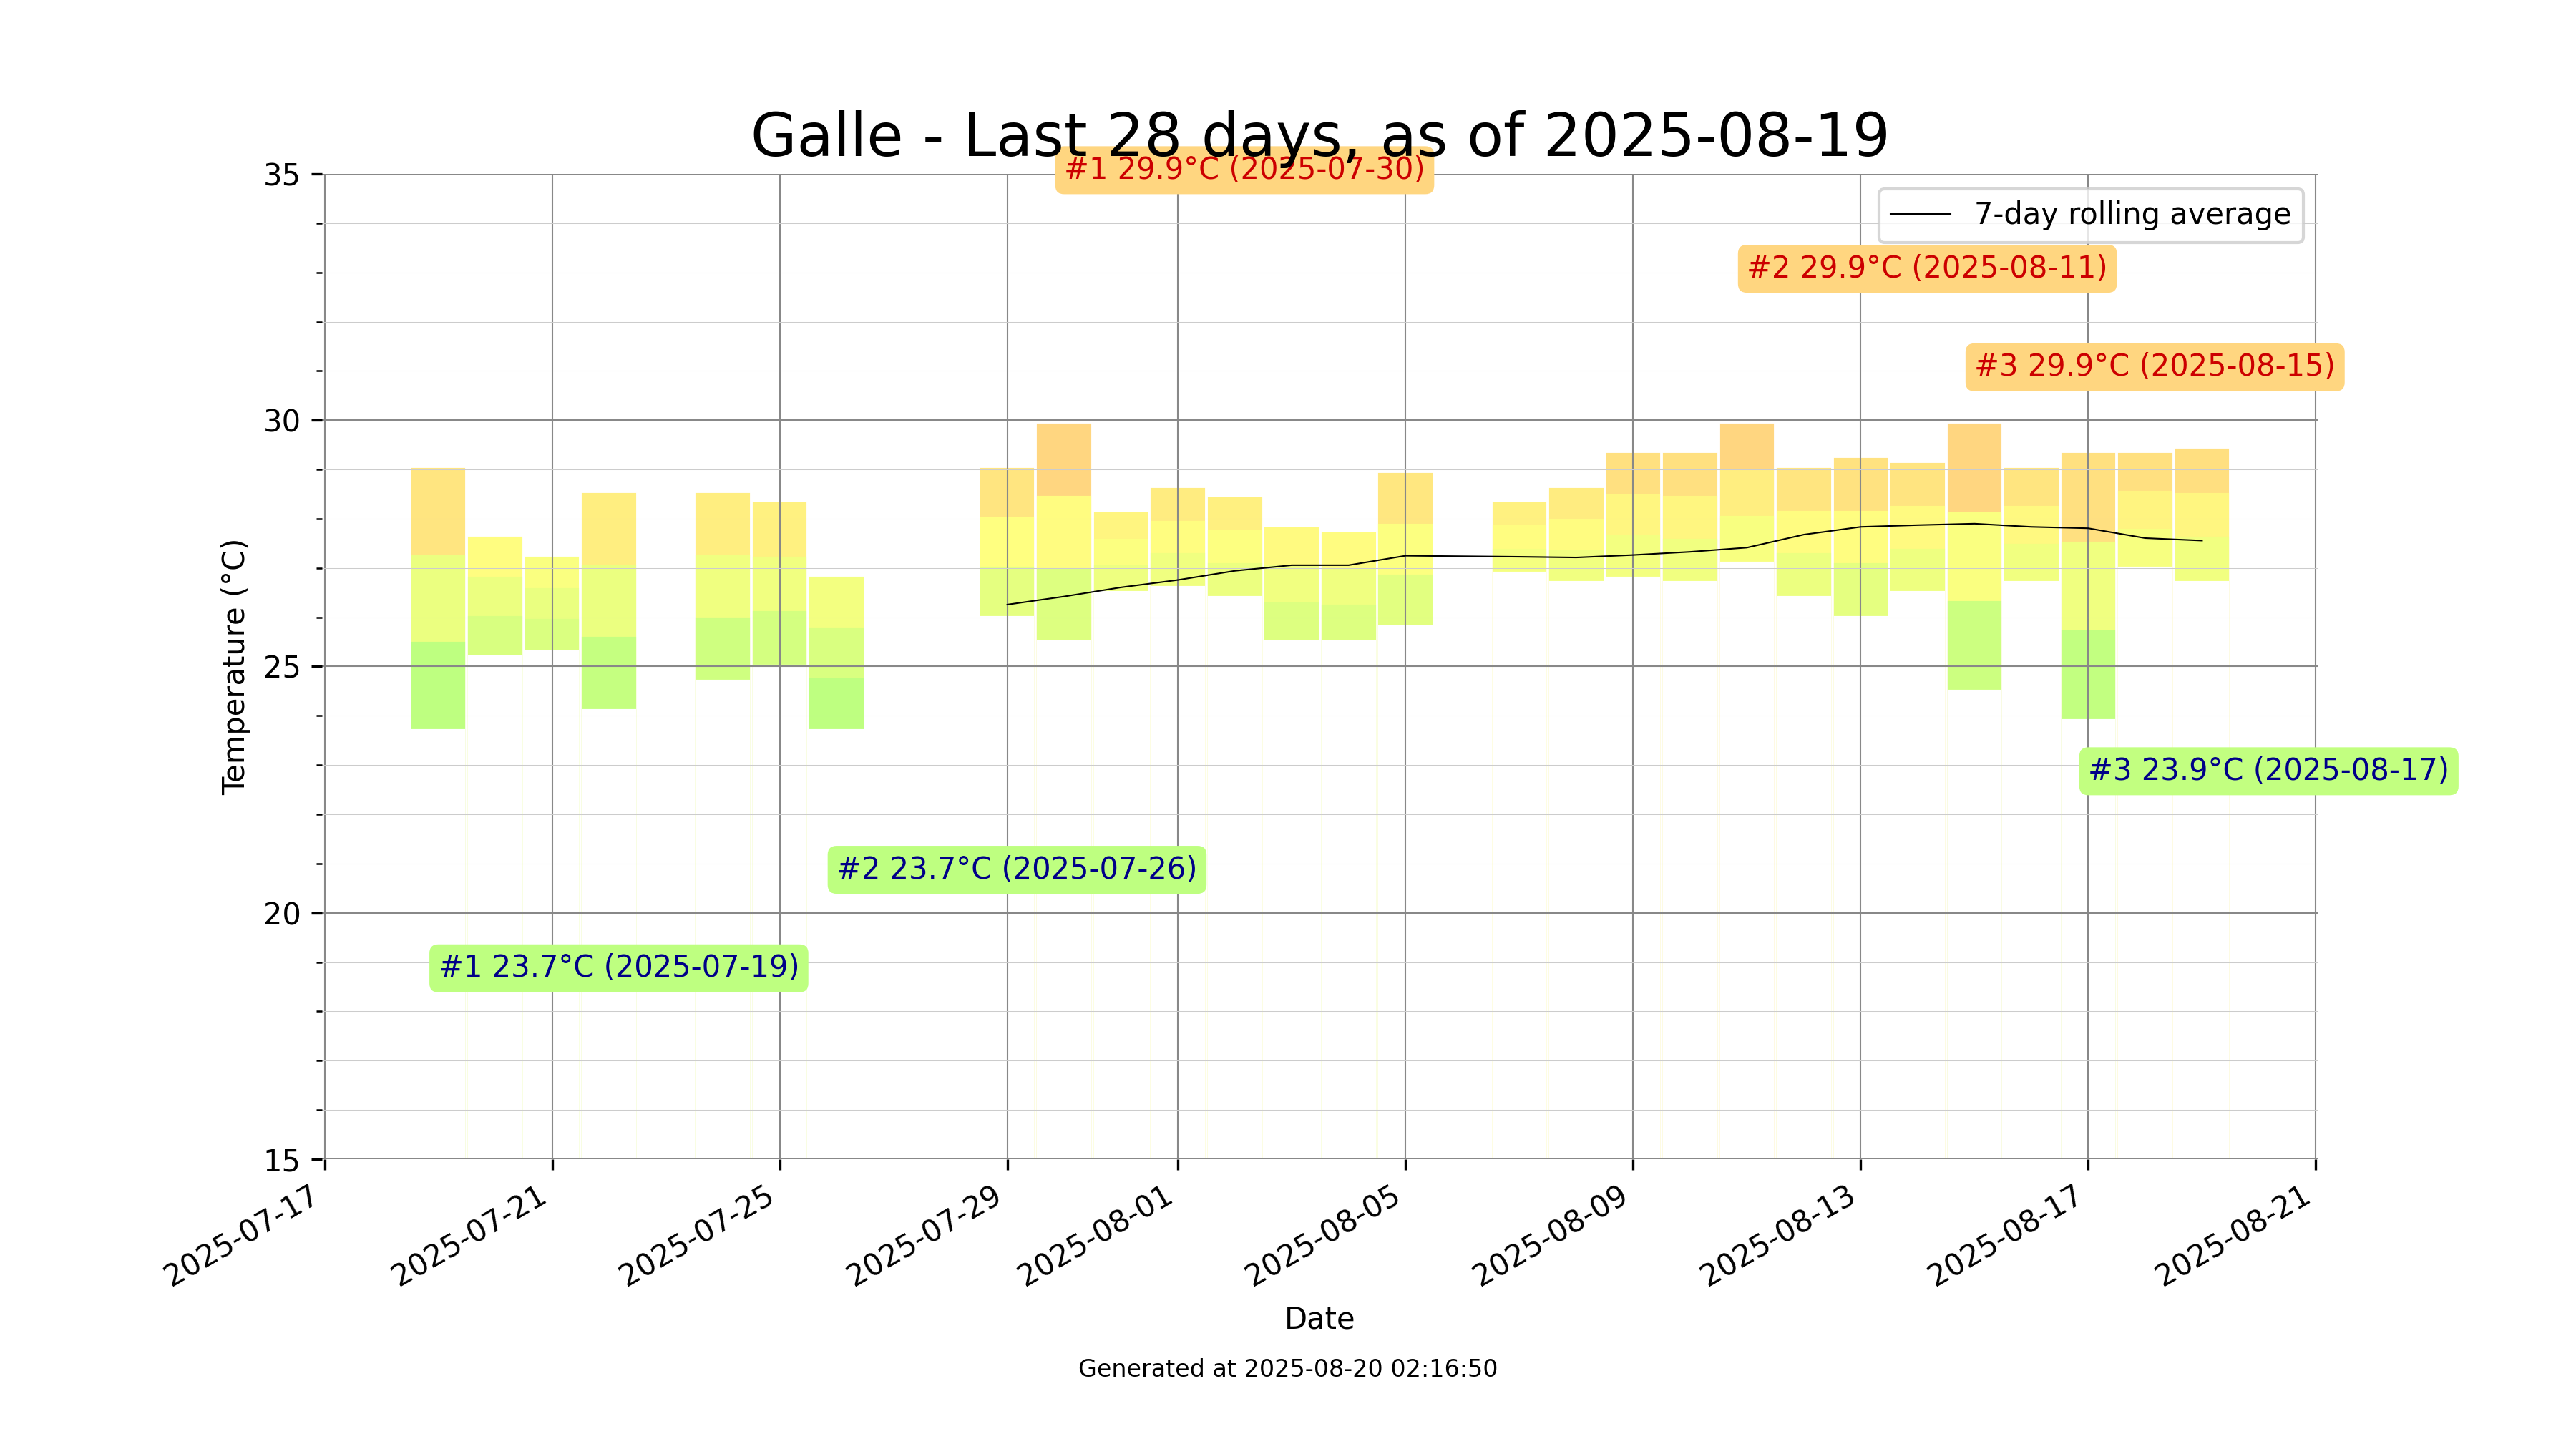 Galle - Last 28 days, as of 2025-08-19
#1 29.9°C (2025-07-30)
7-day rolling average
#2 29.9°C (2025-08-11)
#3 29.9°C (2025-08-15)
#3 23.9°C (2025-08-17)
#2 23.7°C (2025-07-26)
#1 23.7°C (2025-07-19)
35
30
25
20
15
Temperature (°C)
2025-07-17
2025-07-21
2025-07-25
2025-07-29
2025-08-01
2025-08-05
2025-08-09
2025-08-13
2025-08-17
2025-08-21
Date
Generated at 2025-08-20 02:16:50